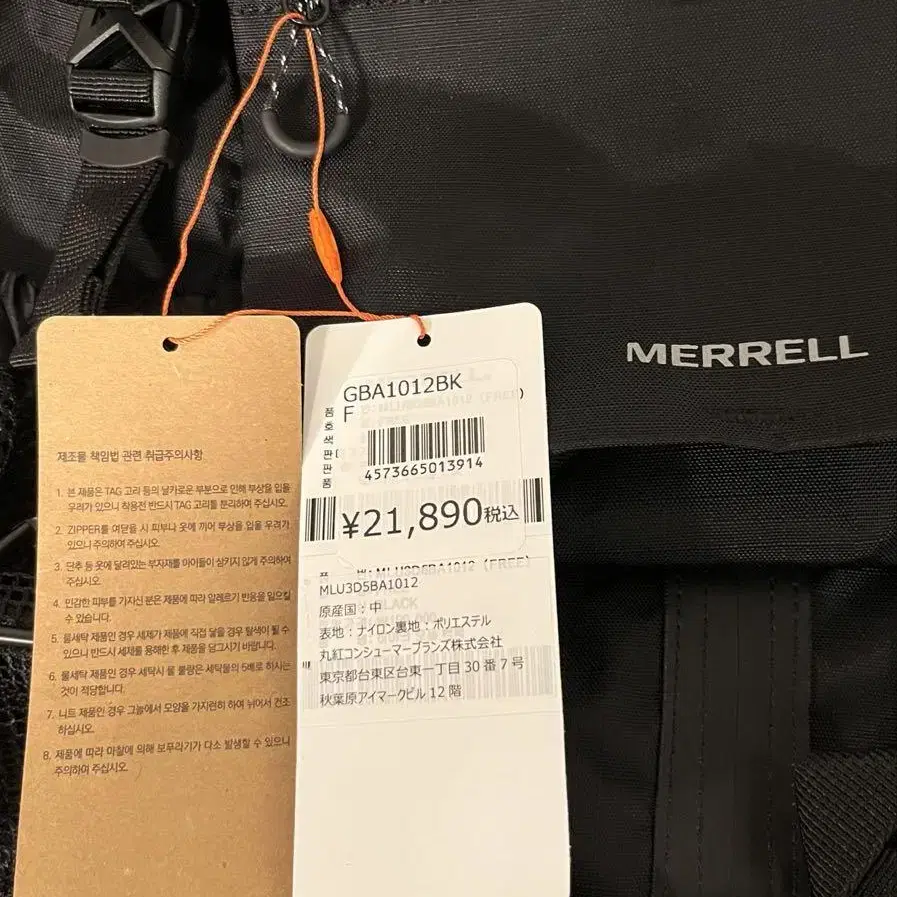 MERRELL
제조물 책임법 관련 취급주의사항
1. 본 제품은 TAG 고리 등의 날카로운 부분으로 인해 부상을 입을
우려가 있으니 착용전 반드시 TAG 고리를 분리하여 주십시오.
2. ZIPPER를 여닫을 시 피부나 옷에 끼어 부상을 입을 우려가
있으니 주의하여 주십시오.
3. 단추 등 옷에 달려있는 부자재를 아이들이 삼키지 않게 주의하여
주십시오.
4. 민감한 피부를 가지신 분은 제품에 따라 알레르기 반응을 일으킬
수 있습니다.
5. 물세탁 제품인 경우 세제가 제품에 직접 닿을 경우 탈색이 될 수
있으니 반드시 세제를 용해한 후 제품을 담그시기 바랍니다.
6. 물세탁 제품인 경우 세탁시 물 물량은 세탁물의 5배로 하시는
것이 적당합니다.
7. 니트 제품인 경우 그늘에서 모양을 가지런히 하여 뉘어서 건조
하십시오.
8. 제품에 따라 마찰에 의해 보푸라기가 다소 발생할 수 있으니
주의하여 주십시오.
GBA1012BK
F
품
호
색
판
판
품
4573665013914
¥21,890税込
MLU3D5BA1012 (FREE)
MLU3D5BA1012
原産国：中
表地：ナイロン裏地：ポリエステル
丸紅コンシューマーブランズ株式会社
東京都台東区台東一丁目30番7号
秋葉原アイマークビル12階